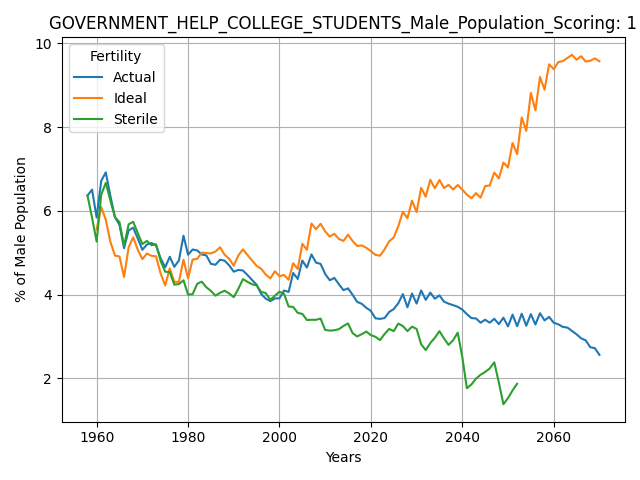 GOVERNMENT_HELP_COLLEGE_STUDENTS_Male_Population_Scoring: 1
Fertility
Actual
Ideal
Sterile
% of Male Population
10
8
6
4
2
1960 1980 2000 2020 2040 2060
Years